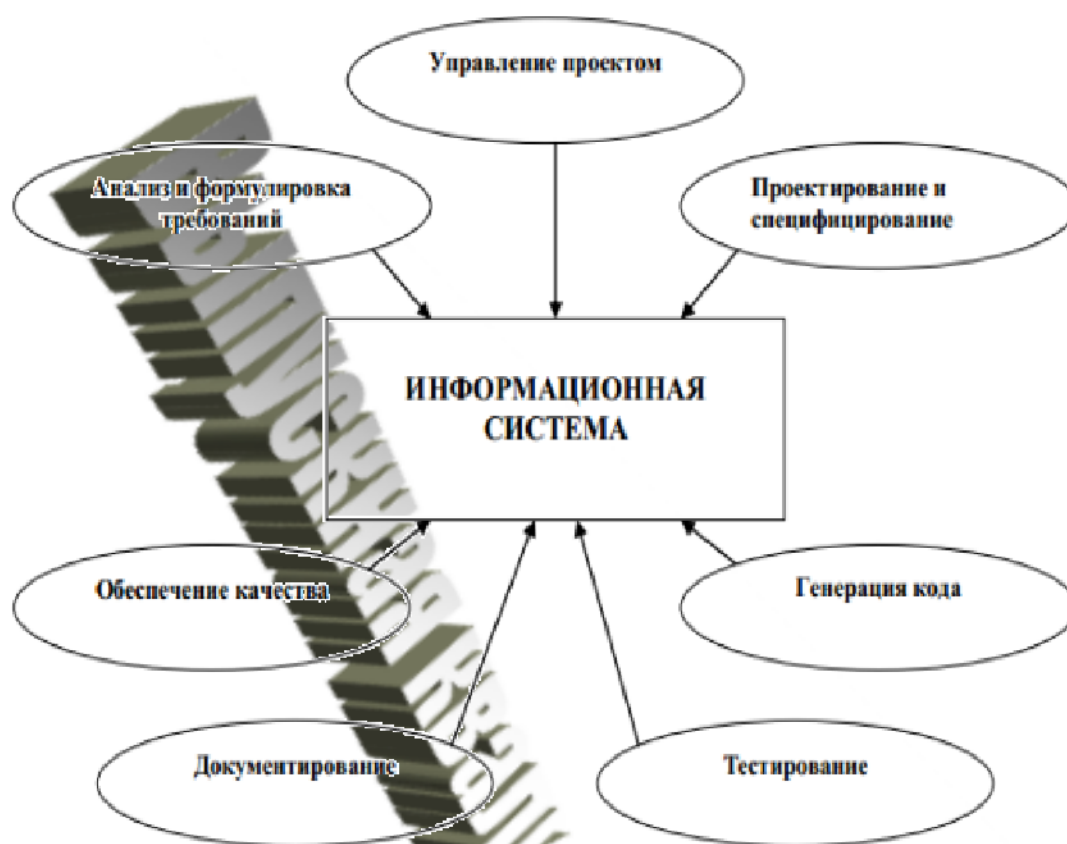 Управление проектом
Анализ и формулировка
требований
Проектирование и
специфицирование
ИНФОРМАЦИОННАЯ
СИСТЕМА
Обеспечение качества
Генерация кода
Документирование
Тестирование